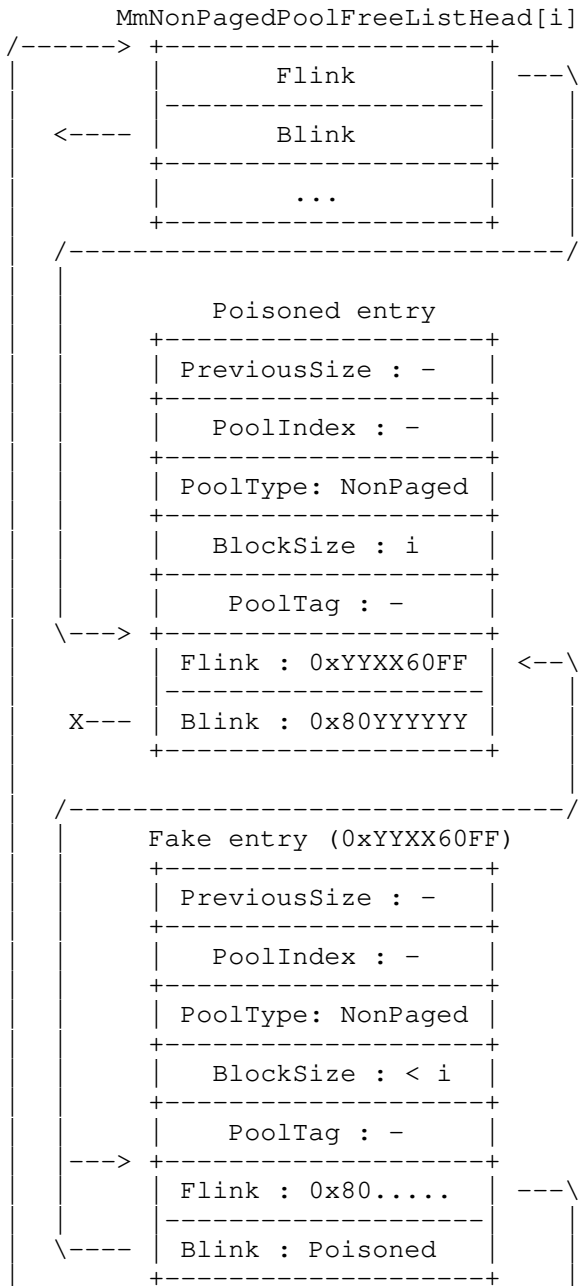 MmNonPagedPoolFreeListHead[i]
Flink
Blink
...
Poisoned entry
PreviousSize : -
PoolIndex : -
PoolType: NonPaged
BlockSize : i
PoolTag : -
Flink : 0xYYXX60FF
X--- Blink : 0x80YYYYYY
Fake entry (0xYYXX60FF)
PreviousSize : -
PoolIndex : -
PoolType: NonPaged
BlockSize : < i
PoolTag : -
Flink : 0x80.....
Blink : Poisoned